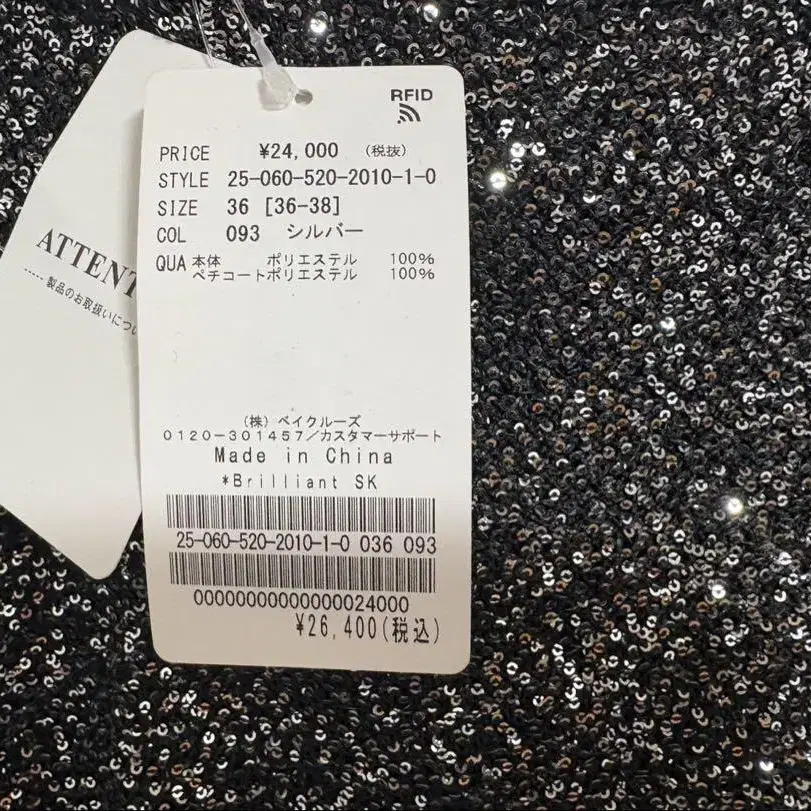 RFID
PRICE ¥24,000 (税抜)
STYLE 25-060-520-2010-1-0
SIZE 36 [36-38]
COL 093 シルバー
QUA 本体 ポリエステル 100%
ペチコートポリエステル 100%
(株)ベイクルーズ
0120-301457/カスタマーサポート
Made in China
*Brilliant SK
25-060-520-2010-1-0 036 093
00000000000000024000
¥26,400(税込)
ATTENT
製品のお取扱いについ